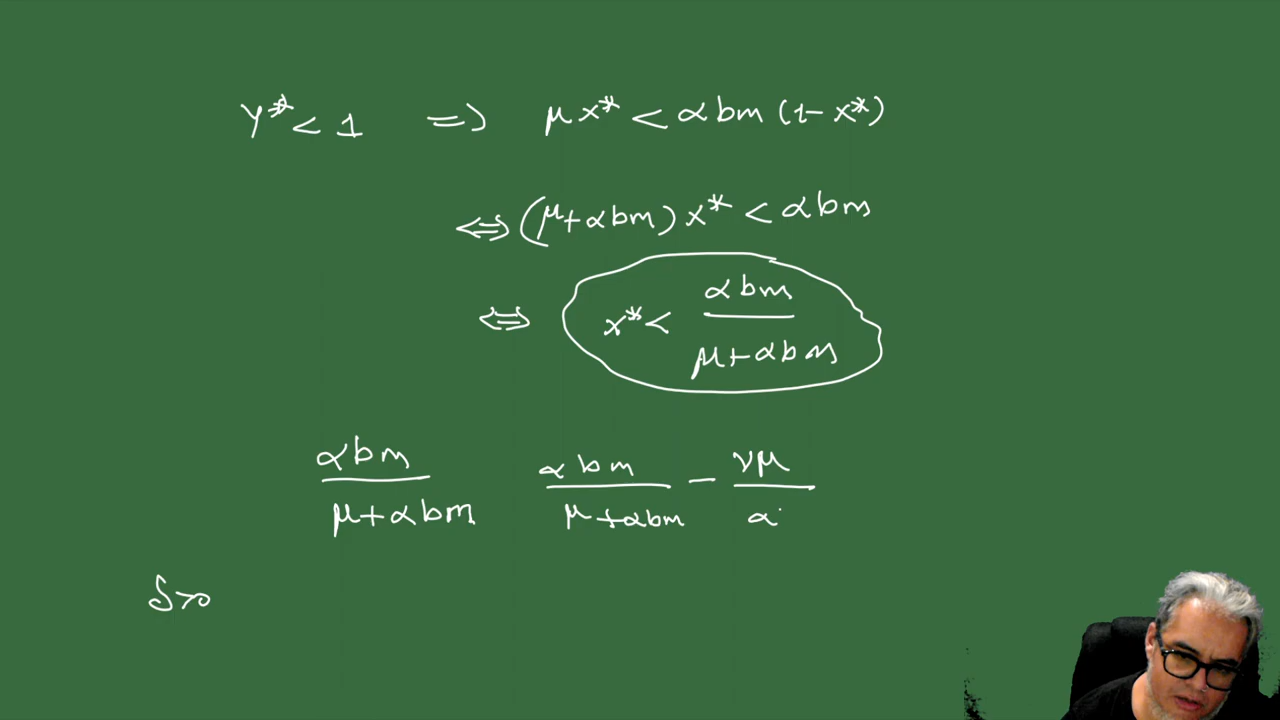 y* < 1 => μx* < αbm (1 - x*)
<=> (μ+αbm) x* < αbm
<=> x* < αbm / μ+αbm
αbm / μ+αbm αbm / μ+αbm - νμ / α
δ>0